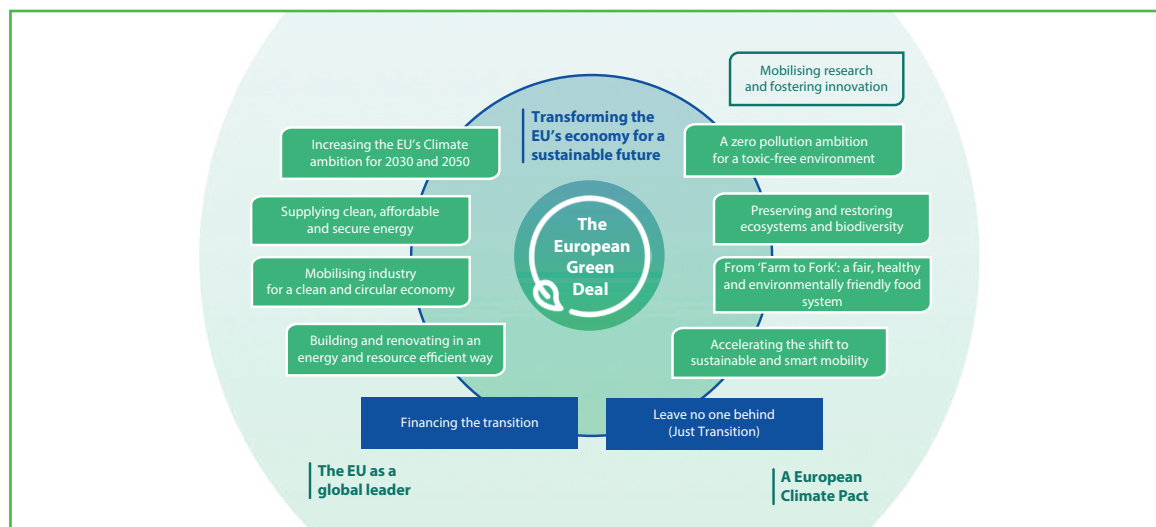 Mobilising research
and fostering innovation
Transforming the
EU's economy for a
sustainable future
Increasing the EU's Climate
ambition for 2030 and 2050
A zero pollution ambition
for a toxic-free environment
Supplying clean, affordable
and secure energy
Preserving and restoring
ecosystems and biodiversity
The
European
Green
Deal
Mobilising industry
for a clean and circular economy
From ‘Farm to Fork’: a fair, healthy
and environmentally friendly food
system
Building and renovating in an
energy and resource efficient way
Accelerating the shift to
sustainable and smart mobility
Financing the transition
Leave no one behind
(Just Transition)
The EU as a
global leader
A European
Climate Pact